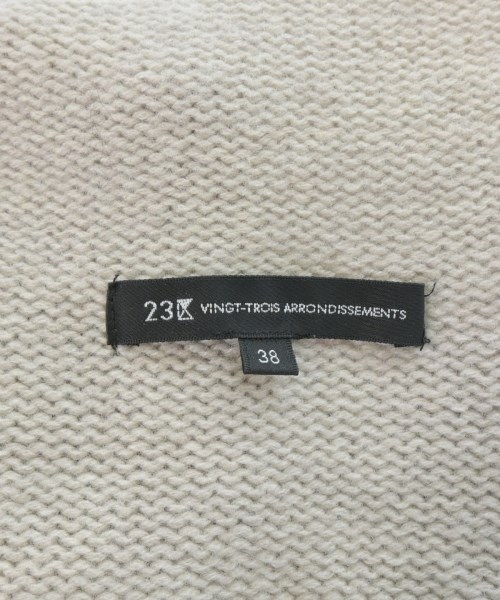 23区 VINGT-TROIS ARRONDISSEMENTS
38